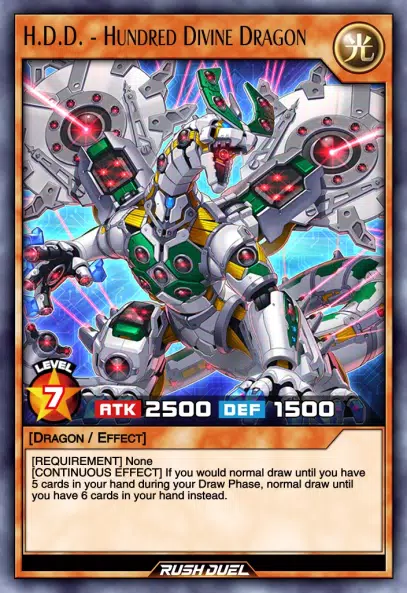 H.D.D. - Hundred Divine Dragon
光
LEVEL
7
ATK 2500 DEF 1500
[Dragon / Effect]
[REQUIREMENT] None
[CONTINUOUS EFFECT] If you would normal draw until you have
5 cards in your hand during your Draw Phase, normal draw until
you have 6 cards in your hand instead.
RUSH DUEL